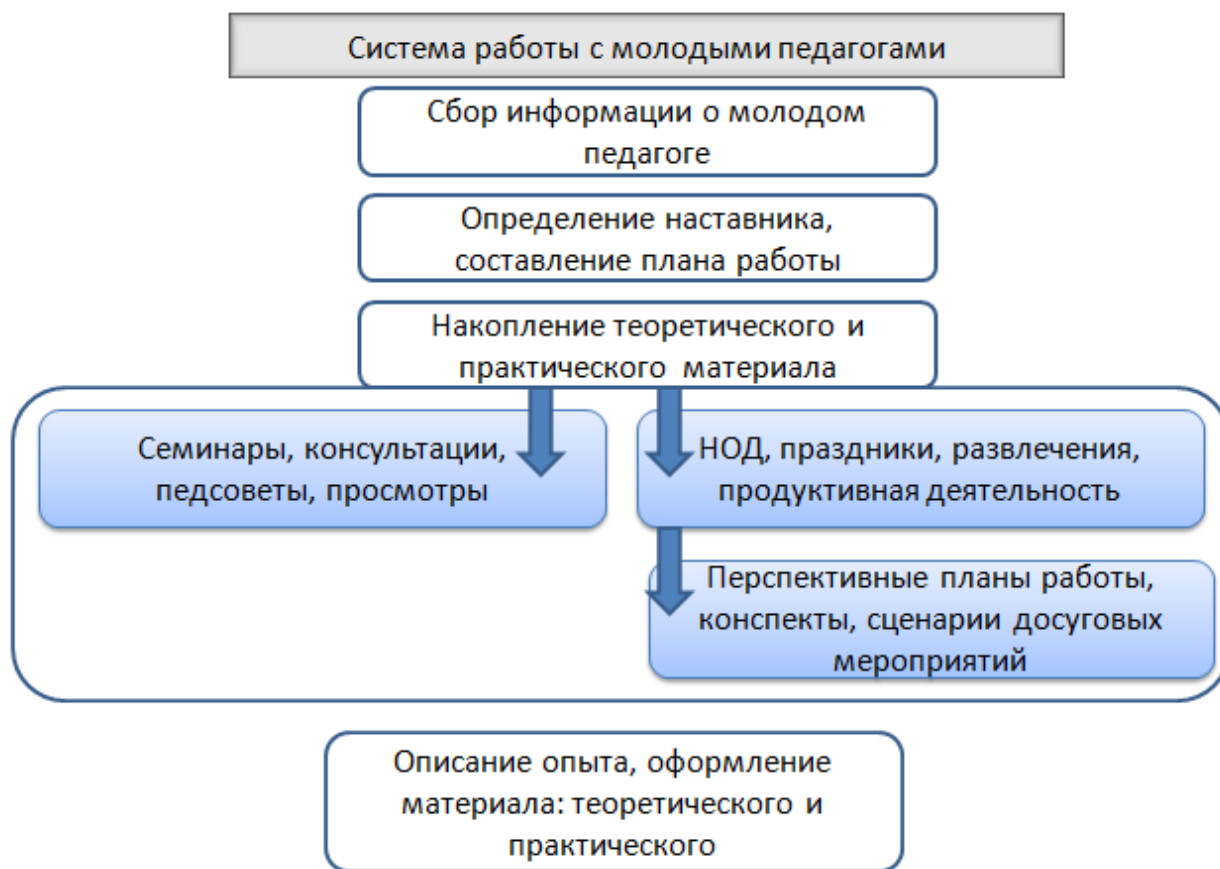 Система работы с молодыми педагогами
Сбор информации о молодом
педагоге
Определение наставника,
составление плана работы
Накопление теоретического и
практического материала
Семинары, консультации,
педсоветы, просмотры
НОД, праздники, развлечения,
продуктивная деятельность
Перспективные планы работы,
конспекты, сценарии досуговых
мероприятий
Описание опыта, оформление
материала: теоретического и
практического